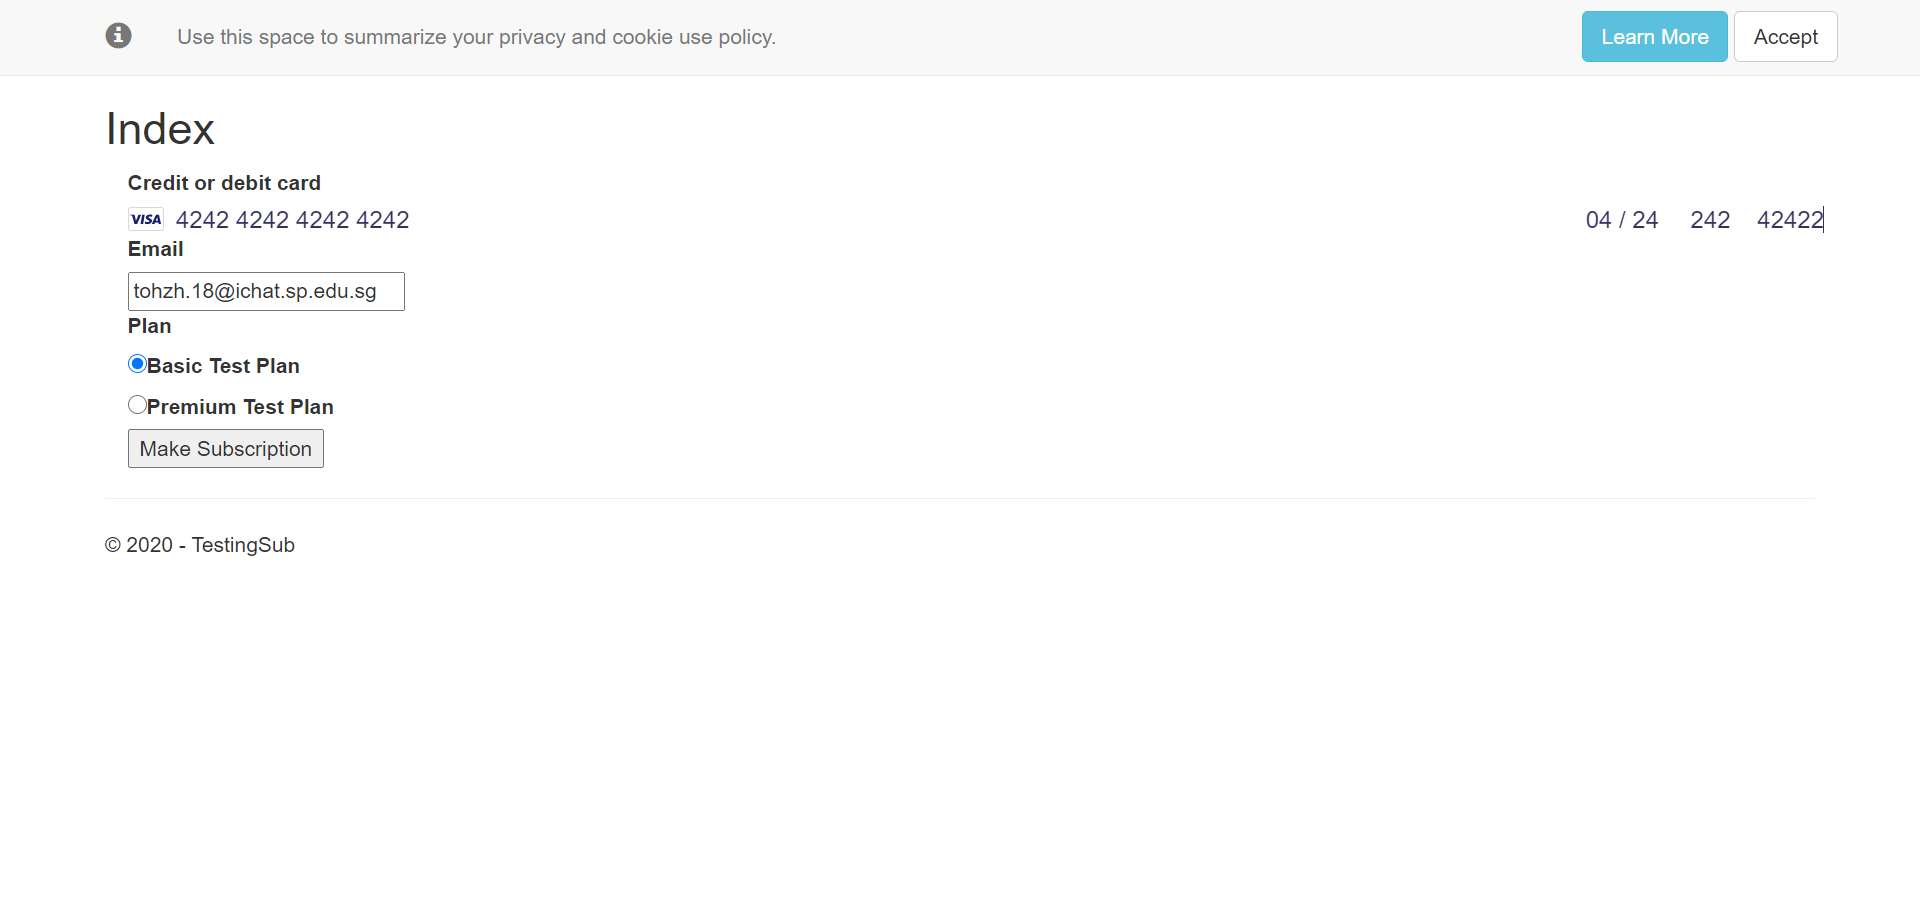 Use this space to summarize your privacy and cookie use policy. Learn More Accept
Index
Credit or debit card
VISA 4242 4242 4242 4242 04 / 24 242 42422
Email
tohzh.18@ichat.sp.edu.sg
Plan
Basic Test Plan
Premium Test Plan
Make Subscription
© 2020 - TestingSub